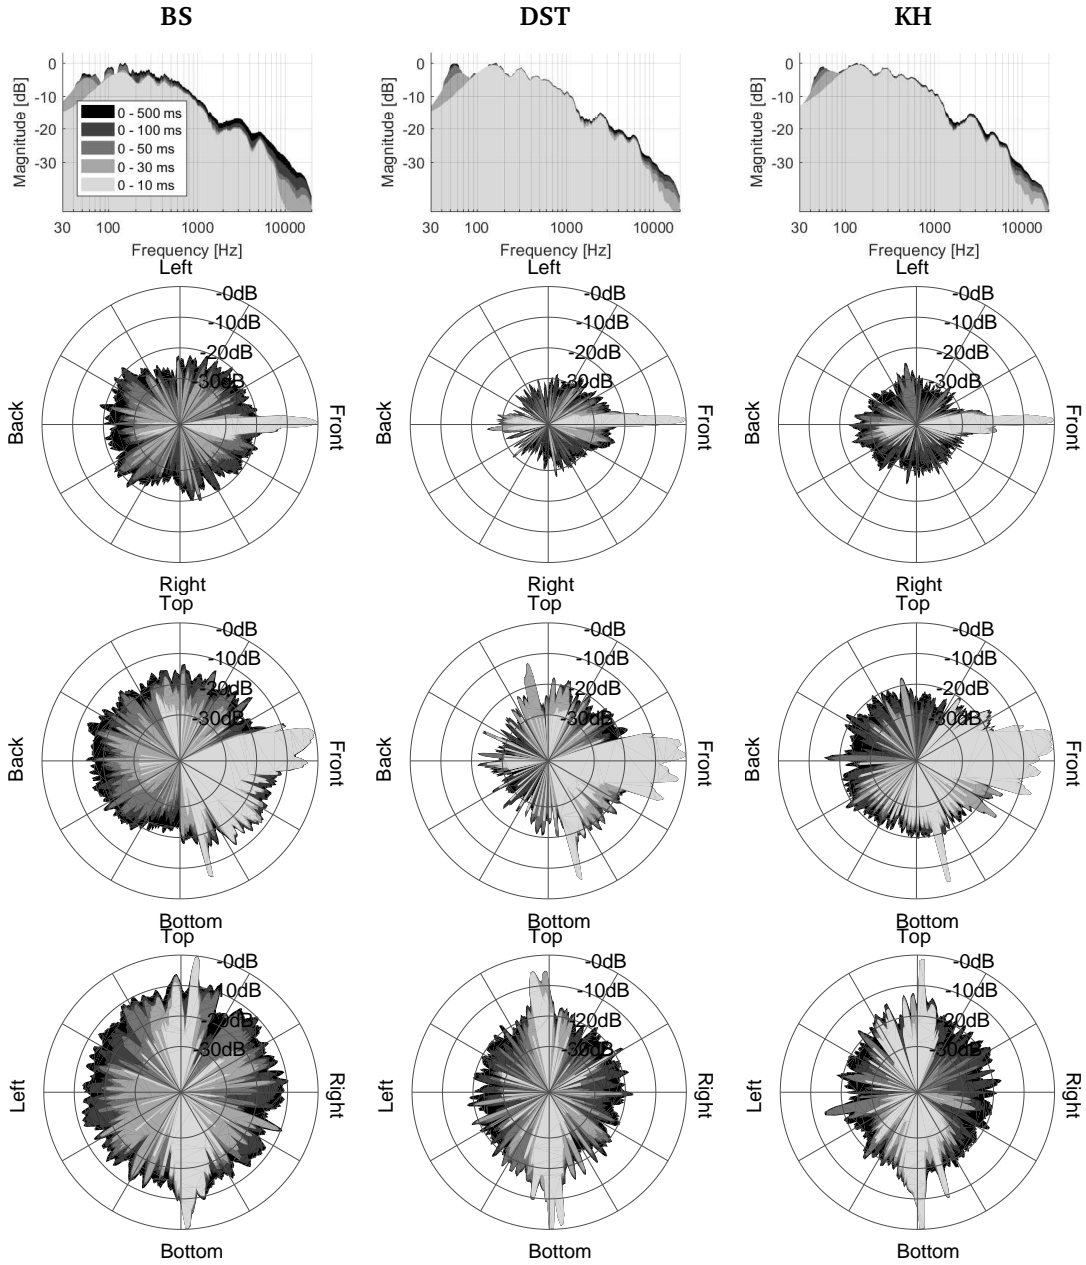 BS DST KH
0
-10
-20
-30
Magnitude [dB]
0 - 500 ms
0 - 100 ms
0 - 50 ms
0 - 30 ms
0 - 10 ms
30 100 1000 10000
Frequency [Hz]
0
-10
-20
-30
Magnitude [dB]
30 100 1000 10000
Frequency [Hz]
0
-10
-20
-30
Magnitude [dB]
30 100 1000 10000
Frequency [Hz]
Left
-0dB
-10dB
-20dB
-30dB
Back
Front
Right
Left
-0dB
-10dB
-20dB
-30dB
Back
Front
Right
Left
-0dB
-10dB
-20dB
-30dB
Back
Front
Right
Top
-0dB
-10dB
-20dB
-30dB
Back
Front
Bottom
Top
-0dB
-10dB
-20dB
-30dB
Back
Front
Bottom
Top
-0dB
-10dB
-20dB
-30dB
Back
Front
Bottom
Top
-0dB
-10dB
-20dB
-30dB
Left
Right
Bottom
Top
-0dB
-10dB
-20dB
-30dB
Left
Right
Bottom
Top
-0dB
-10dB
-20dB
-30dB
Left
Right
Bottom